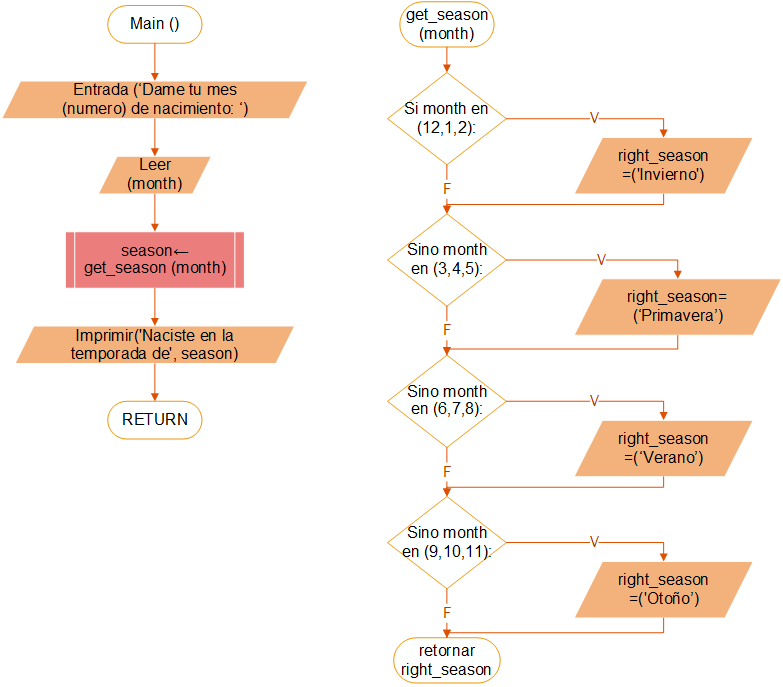 Main ()
Entrada (‘Dame tu mes
(numero) de nacimiento: ‘)
Leer
(month)
season←
get_season (month)
Imprimir('Naciste en la
temporada de', season)
RETURN
get_season
(month)
Si month en
(12,1,2):
V
right_season
=('Invierno')
F
Sino month
en (3,4,5):
V
right_season=
(‘Primavera’)
F
Sino month
en (6,7,8):
V
right_season
=(‘Verano’)
F
Sino month
en (9,10,11):
V
right_season
=('Otoño’)
F
retornar
right_season